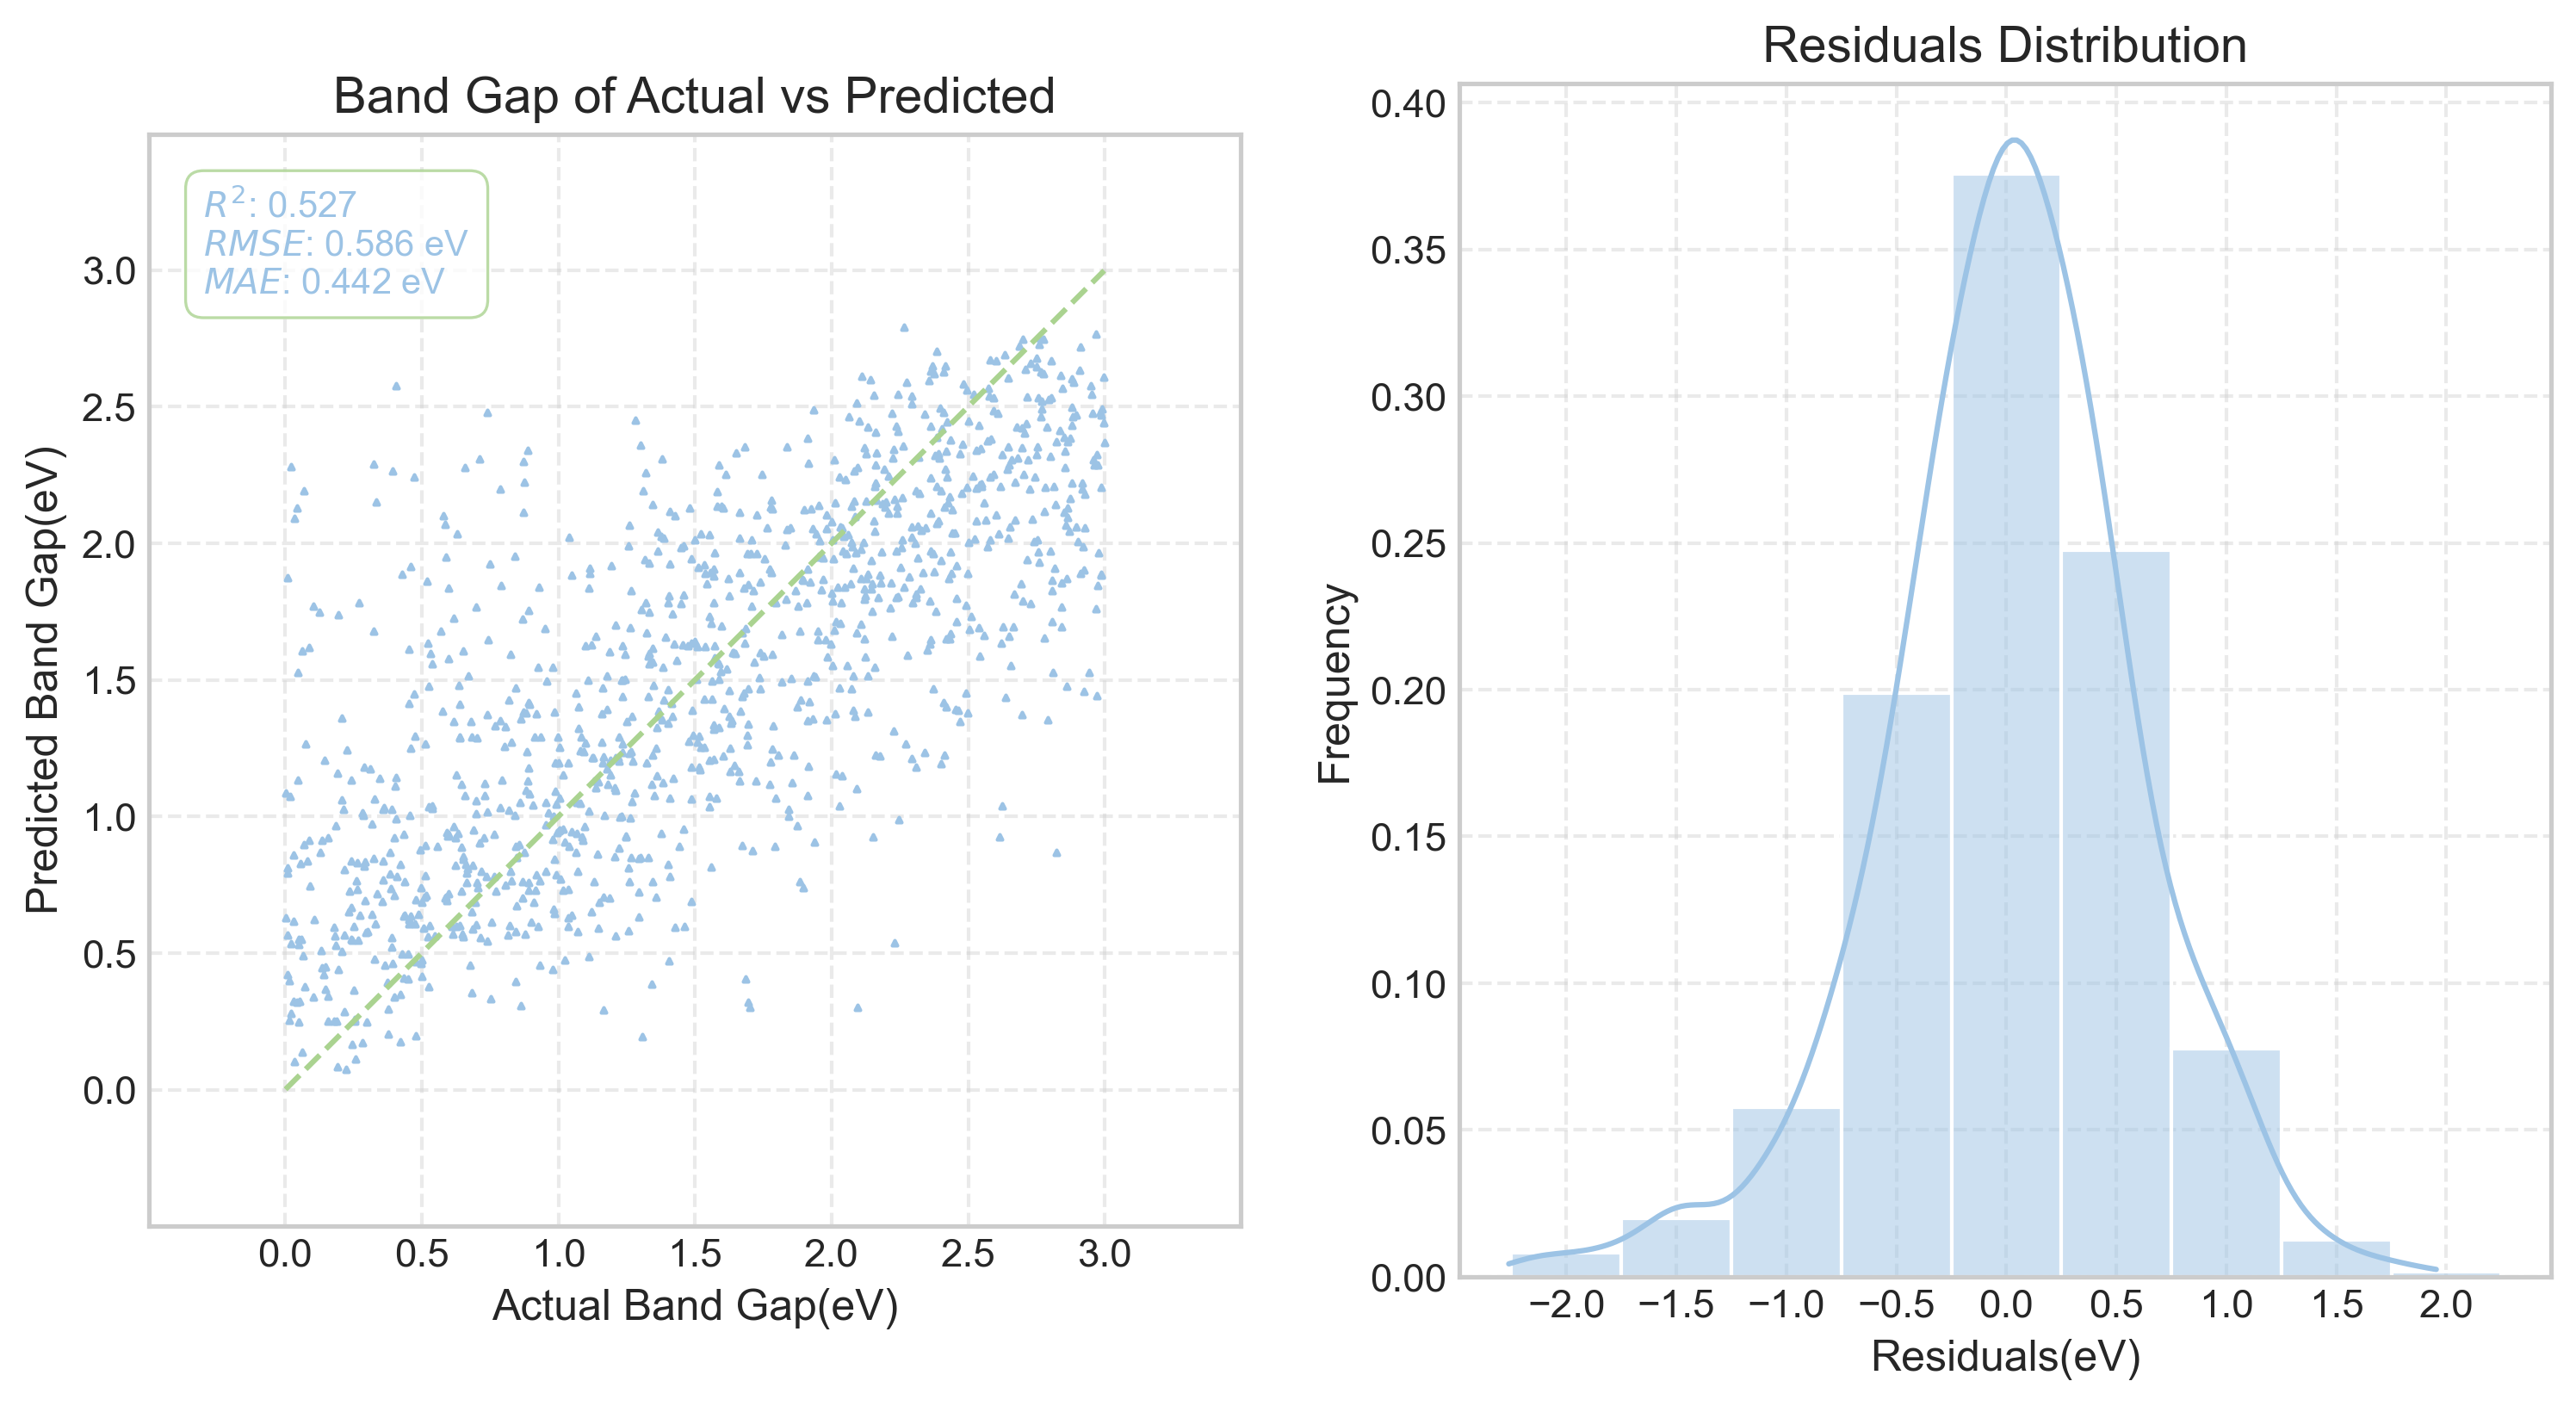 Band Gap of Actual vs Predicted
R²: 0.527
RMSE: 0.586 eV
MAE: 0.442 eV
3.0
2.5
2.0
1.5
1.0
0.5
0.0
Predicted Band Gap(eV)
0.0 0.5 1.0 1.5 2.0 2.5 3.0
Actual Band Gap(eV)
Residuals Distribution
0.40
0.35
0.30
0.25
0.20
0.15
0.10
0.05
0.00
Frequency
−2.0 −1.5 −1.0 −0.5 0.0 0.5 1.0 1.5 2.0
Residuals(eV)